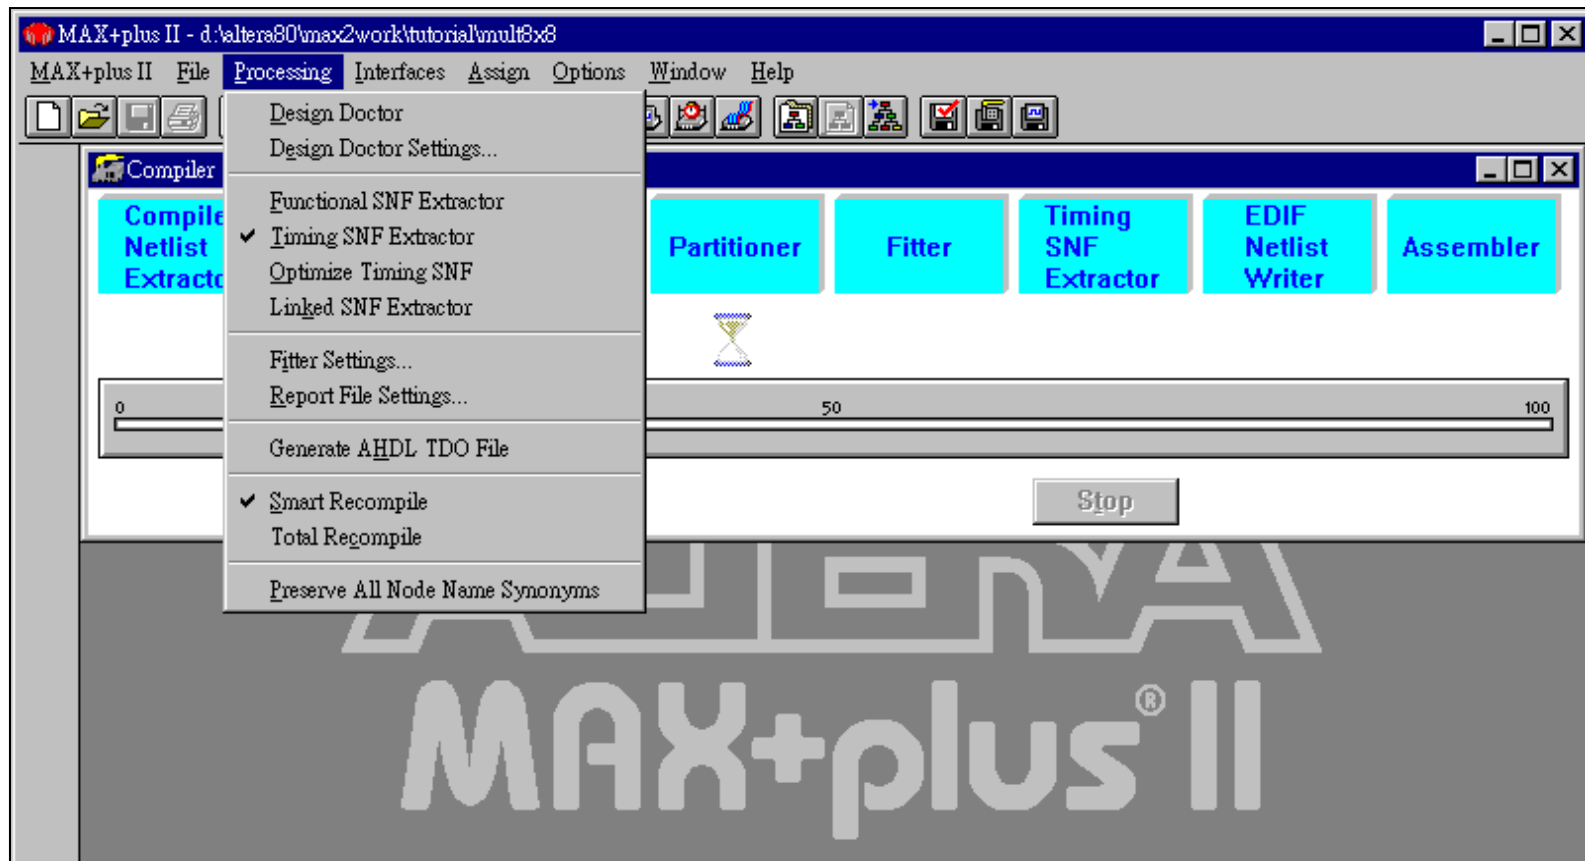 MAX+plus II - d:\altera80\max2work\tutorial\mult8x8
MAX+plus II File Processing Interfaces Assign Options Window Help
Design Doctor
Design Doctor Settings...
Functional SNF Extractor
Timing SNF Extractor
Optimize Timing SNF
Linked SNF Extractor
Fitter Settings...
Report File Settings...
Generate AHDL TDO File
Smart Recompile
Total Recompile
Preserve All Node Name Synonyms
Compiler
Netlist
Partitioner
Fitter
Timing
SNF
Extractor
EDIF
Netlist
Writer
Assembler
0 50 100
Stop
ALTERA
MAX+plus® II